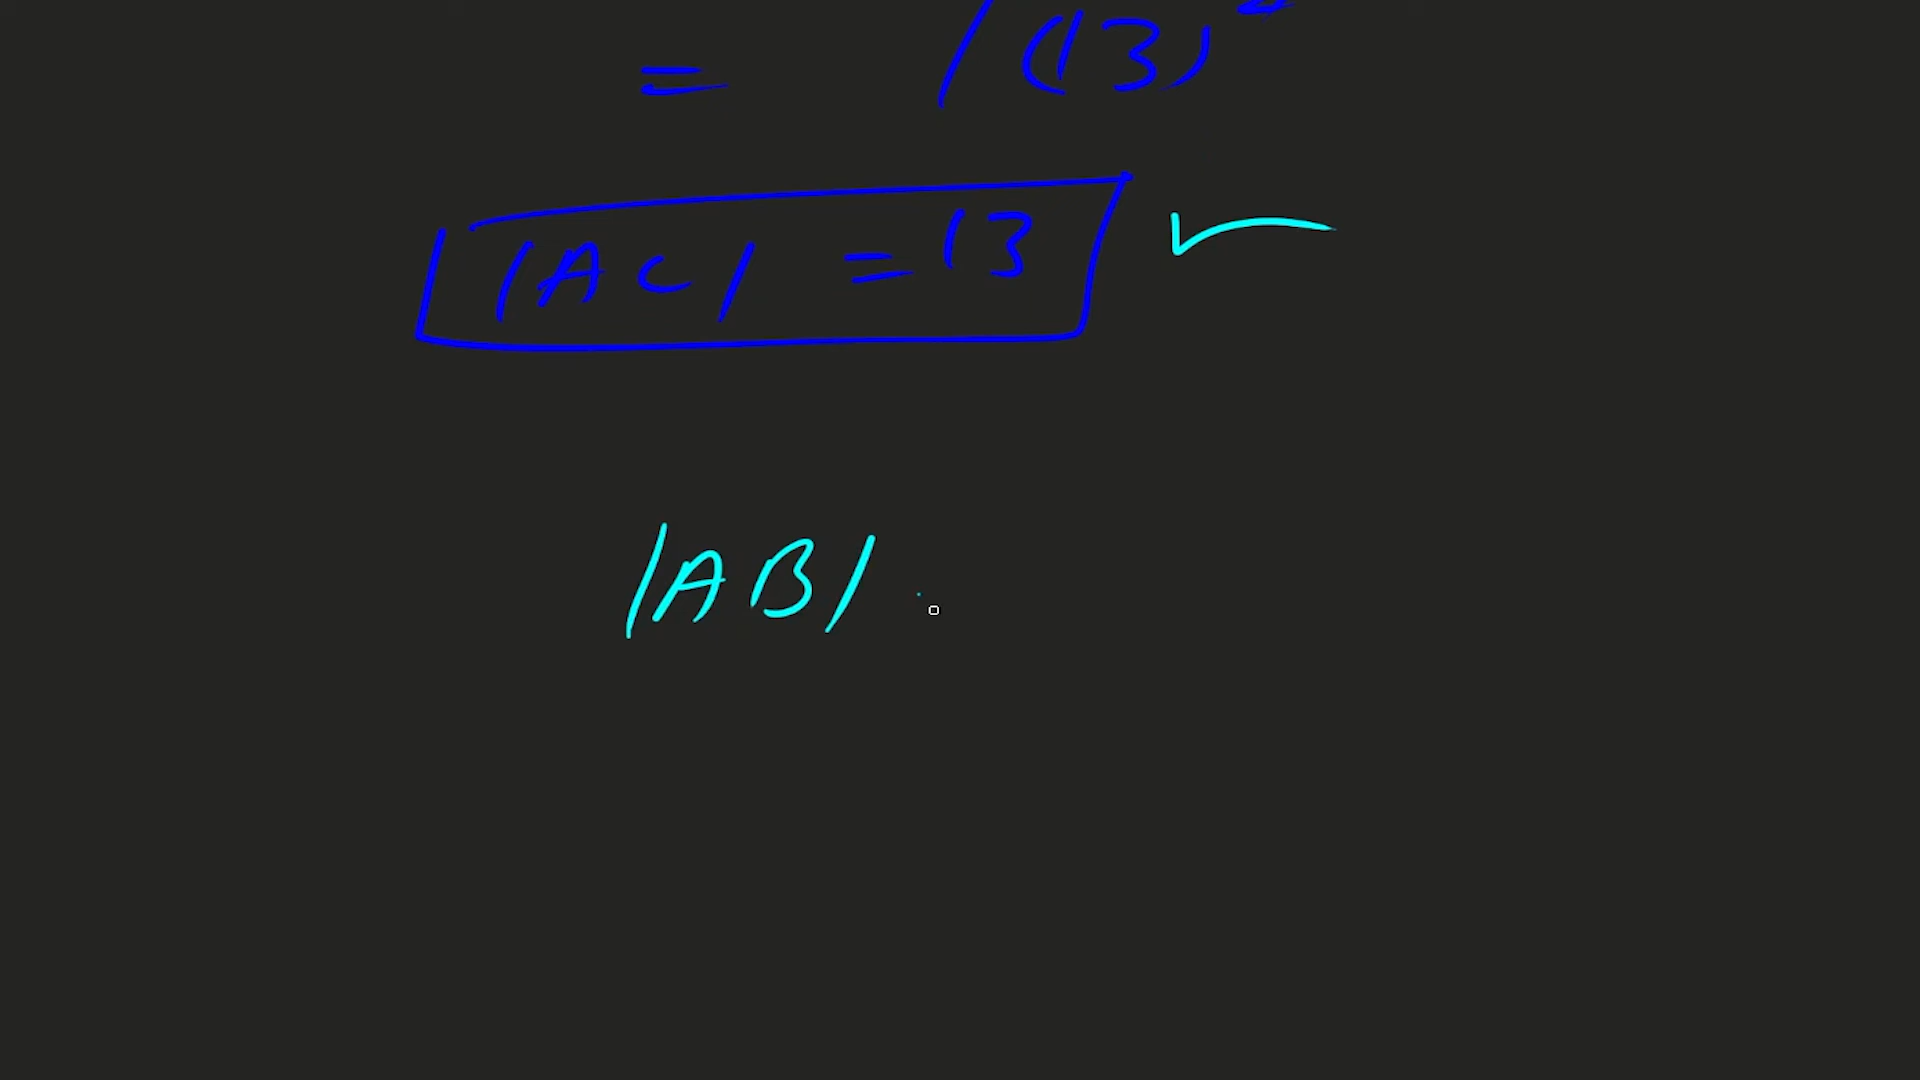 = √(13)²
|AC| = 13
|AB|